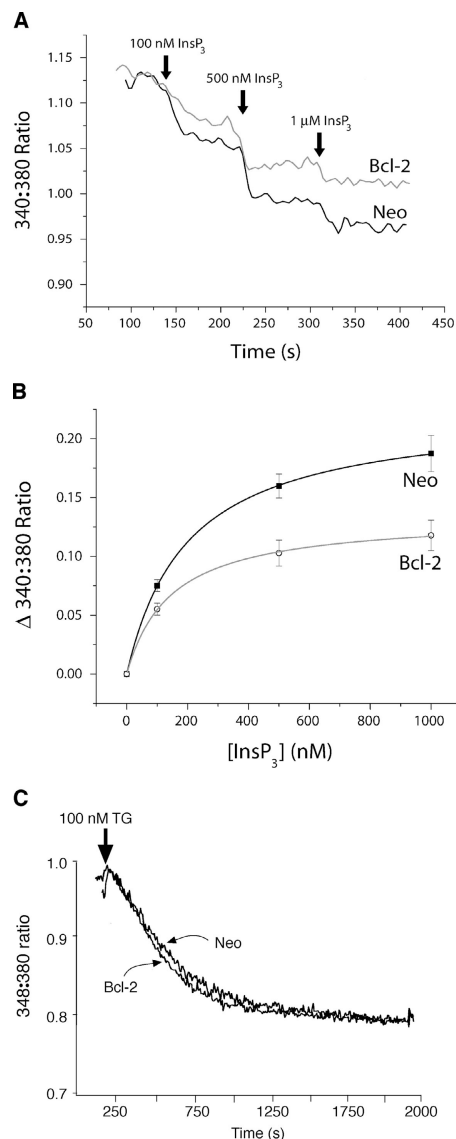 A
100 nM InsP3
500 nM InsP3
1 µM InsP3
340:380 Ratio
1.15
1.10
1.05
1.00
0.95
0.90
Bcl-2
Neo
50 100 150 200 250 300 350 400 450
Time (s)
B
Δ 340:380 Ratio
0.20
0.15
0.10
0.05
0.00
Neo
Bcl-2
0 200 400 600 800 1000
[InsP3] (nM)
C
100 nM TG
348:380 ratio
1.0
0.9
0.8
0.7
Neo
Bcl-2
250 750 1250 1750 2000
Time (s)